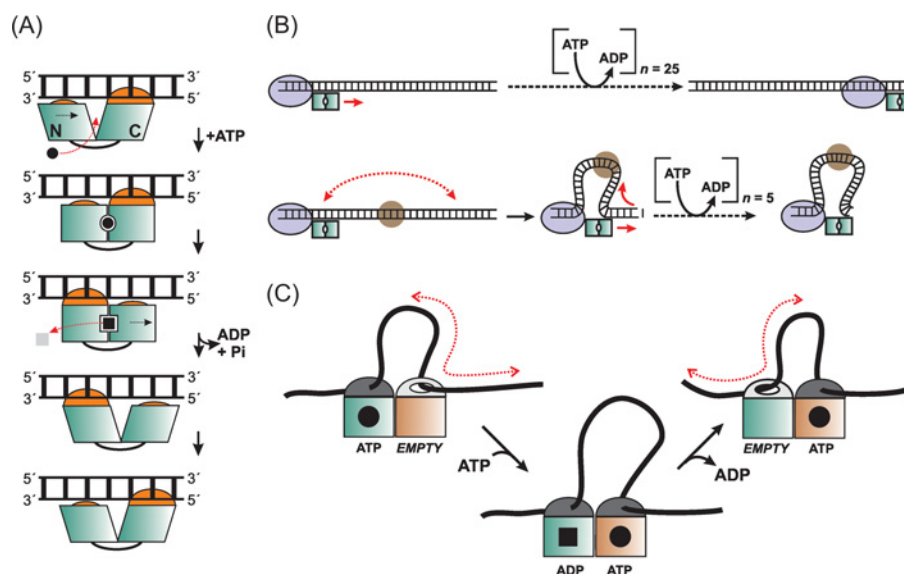 (A)
5´ 3´
3´ 5´
N C
+ATP
5´ 3´
3´ 5´
5´ 3´
3´ 5´
ADP
+ Pi
5´ 3´
3´ 5´
5´ 3´
3´ 5´
(B)
ATP
ADP
n = 25
ATP
ADP
n = 5
(C)
ATP EMPTY
ATP
ADP ATP
ADP
EMPTY ATP